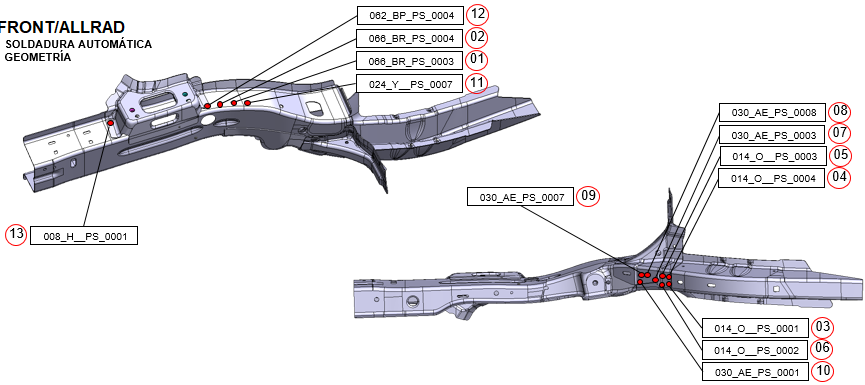 FRONT/ALLRAD
SOLDADURA AUTOMÁTICA
GEOMETRÍA
062_BP_PS_0004 12
066_BR_PS_0004 02
066_BR_PS_0003 01
024_Y__PS_0007 11
13 008_H__PS_0001
030_AE_PS_0008 08
030_AE_PS_0003 07
014_O__PS_0003 05
014_O__PS_0004 04
030_AE_PS_0007 09
014_O__PS_0001 03
014_O__PS_0002 06
030_AE_PS_0001 10